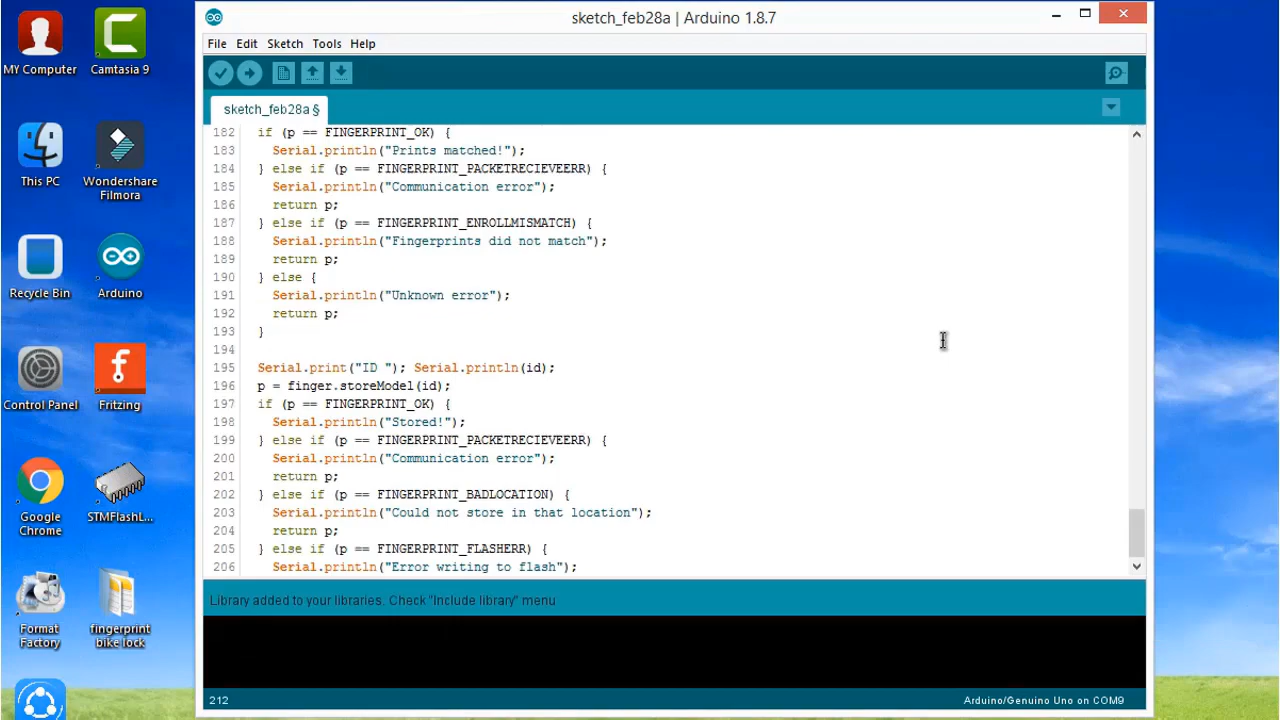 sketch_feb28a | Arduino 1.8.7
File Edit Sketch Tools Help
sketch_feb28a §
182 if (p == FINGERPRINT_OK) {
183 Serial.println("Prints matched!");
184 } else if (p == FINGERPRINT_PACKETRECIEVEERR) {
185 Serial.println("Communication error");
186 return p;
187 } else if (p == FINGERPRINT_ENROLLMISMATCH) {
188 Serial.println("Fingerprints did not match");
189 return p;
190 } else {
191 Serial.println("Unknown error");
192 return p;
193 }
194
195 Serial.print("ID "); Serial.println(id);
196 p = finger.storeModel(id);
197 if (p == FINGERPRINT_OK) {
198 Serial.println("Stored!");
199 } else if (p == FINGERPRINT_PACKETRECIEVEERR) {
200 Serial.println("Communication error");
201 return p;
202 } else if (p == FINGERPRINT_BADLOCATION) {
203 Serial.println("Could not store in that location");
204 return p;
205 } else if (p == FINGERPRINT_FLASHERR) {
206 Serial.println("Error writing to flash");
Library added to your libraries. Check "Include library" menu
212
Arduino/Genuino Uno on COM9
MY Computer
Camtasia 9
This PC
Wondershare
Filmora
Recycle Bin
Arduino
Control Panel
Fritzing
Google
Chrome
STMFlashL...
Format
Factory
fingerprint
bike lock